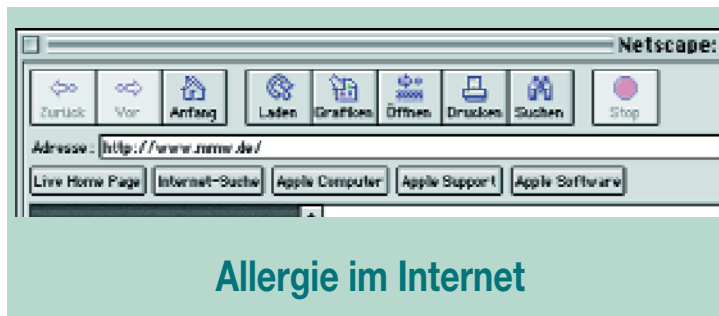 Netscape:
Zurück Vor Anfang Laden Grafiken Öffnen Drucken Suchen Stop
Adresse: http://www.mmw.de/
Live Home Page Internet-Suche Apple Computer Apple Support Apple Software
Allergie im Internet